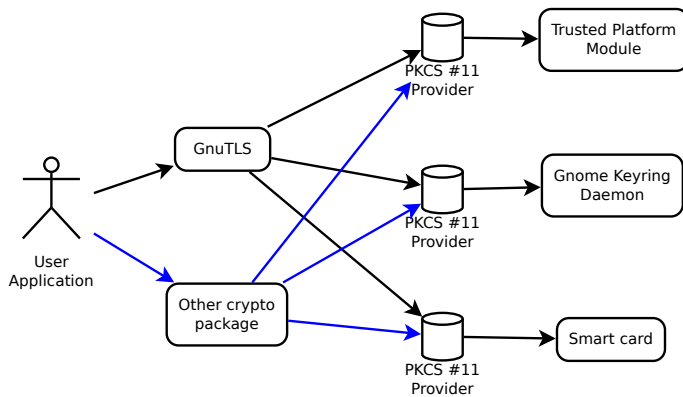 Trusted Platform
Module
PKCS #11
Provider
GnuTLS
Gnome Keyring
Daemon
PKCS #11
Provider
User
Application
Other crypto
package
Smart card
PKCS #11
Provider